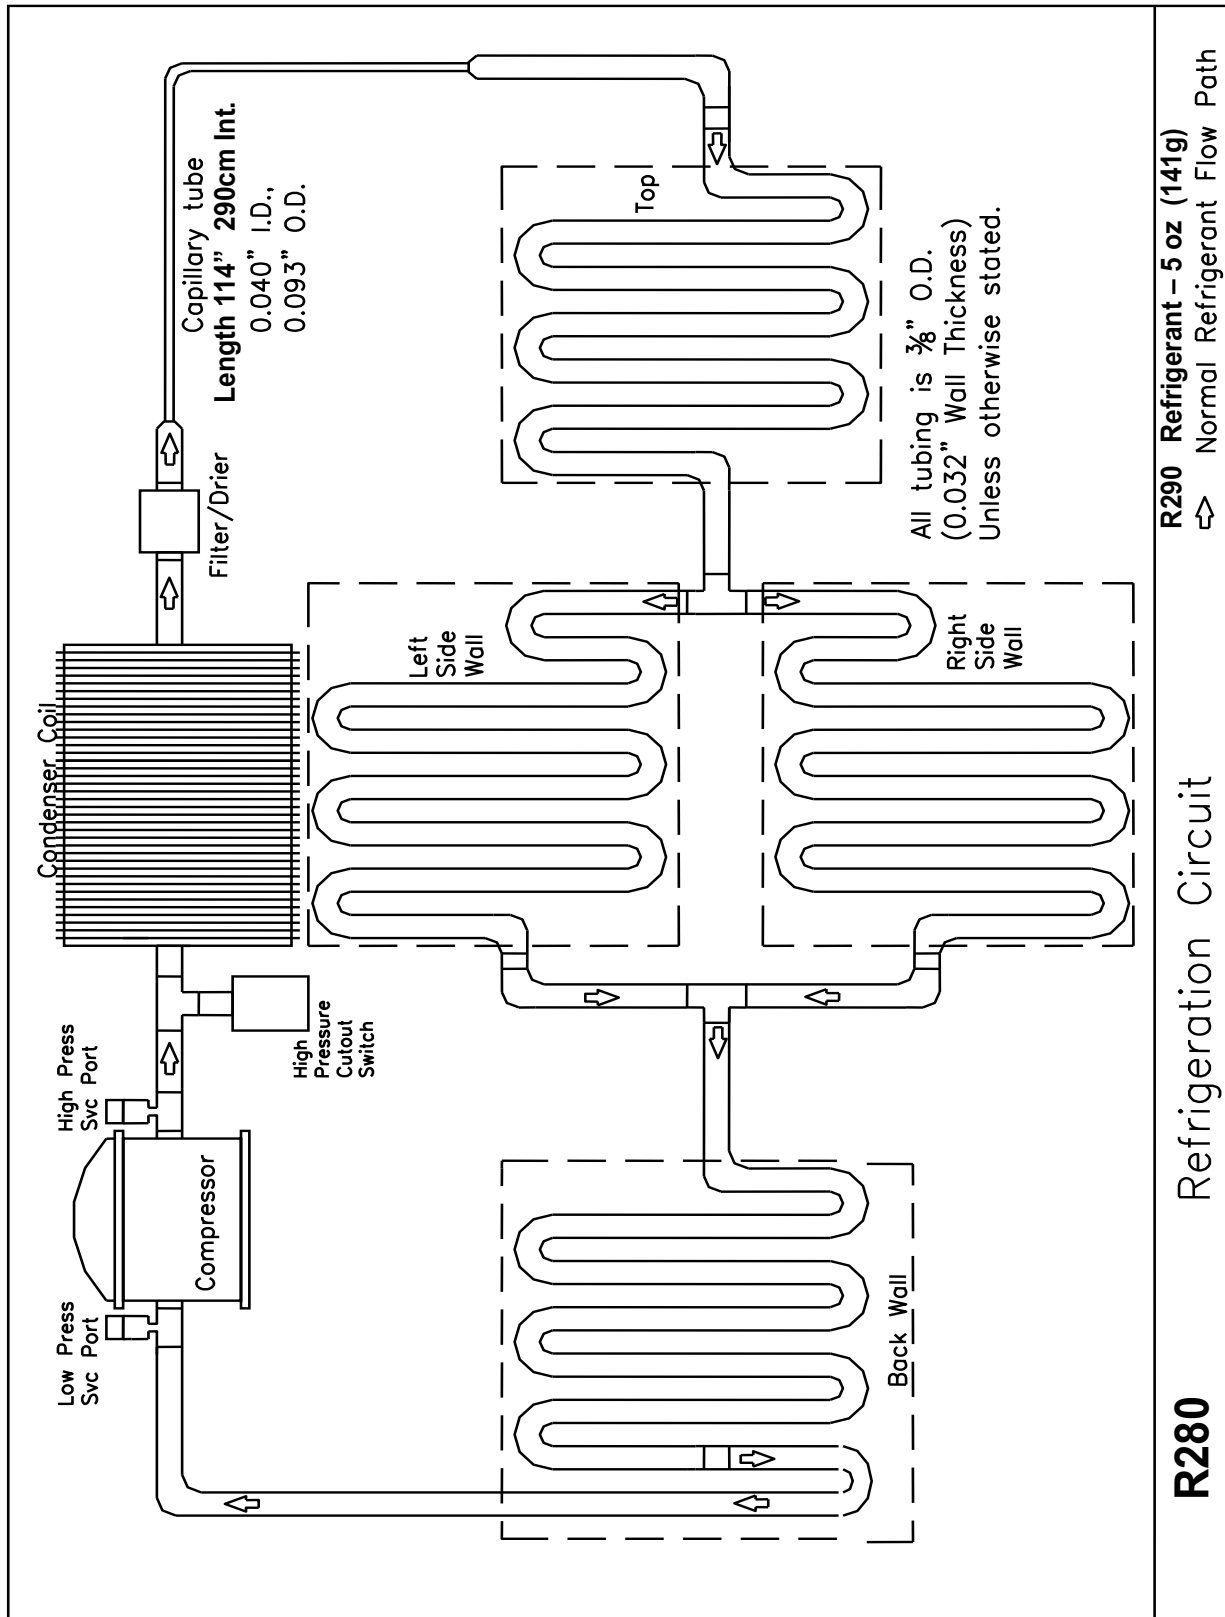 Low Press
Svc Port
Compressor
High Press
Svc Port
High
Pressure
Cutout
Switch
Condenser Coil
Filter/Drier
Capillary tube
Length 114” 290cm Int.
0.040” I.D.,
0.093” O.D.
Left
Side
Wall
Top
Back Wall
Right
Side
Wall
All tubing is ⅜” O.D.
(0.032” Wall Thickness)
Unless otherwise stated.
R280
Refrigeration Circuit
R290 Refrigerant – 5 oz (141g)
Normal Refrigerant Flow Path